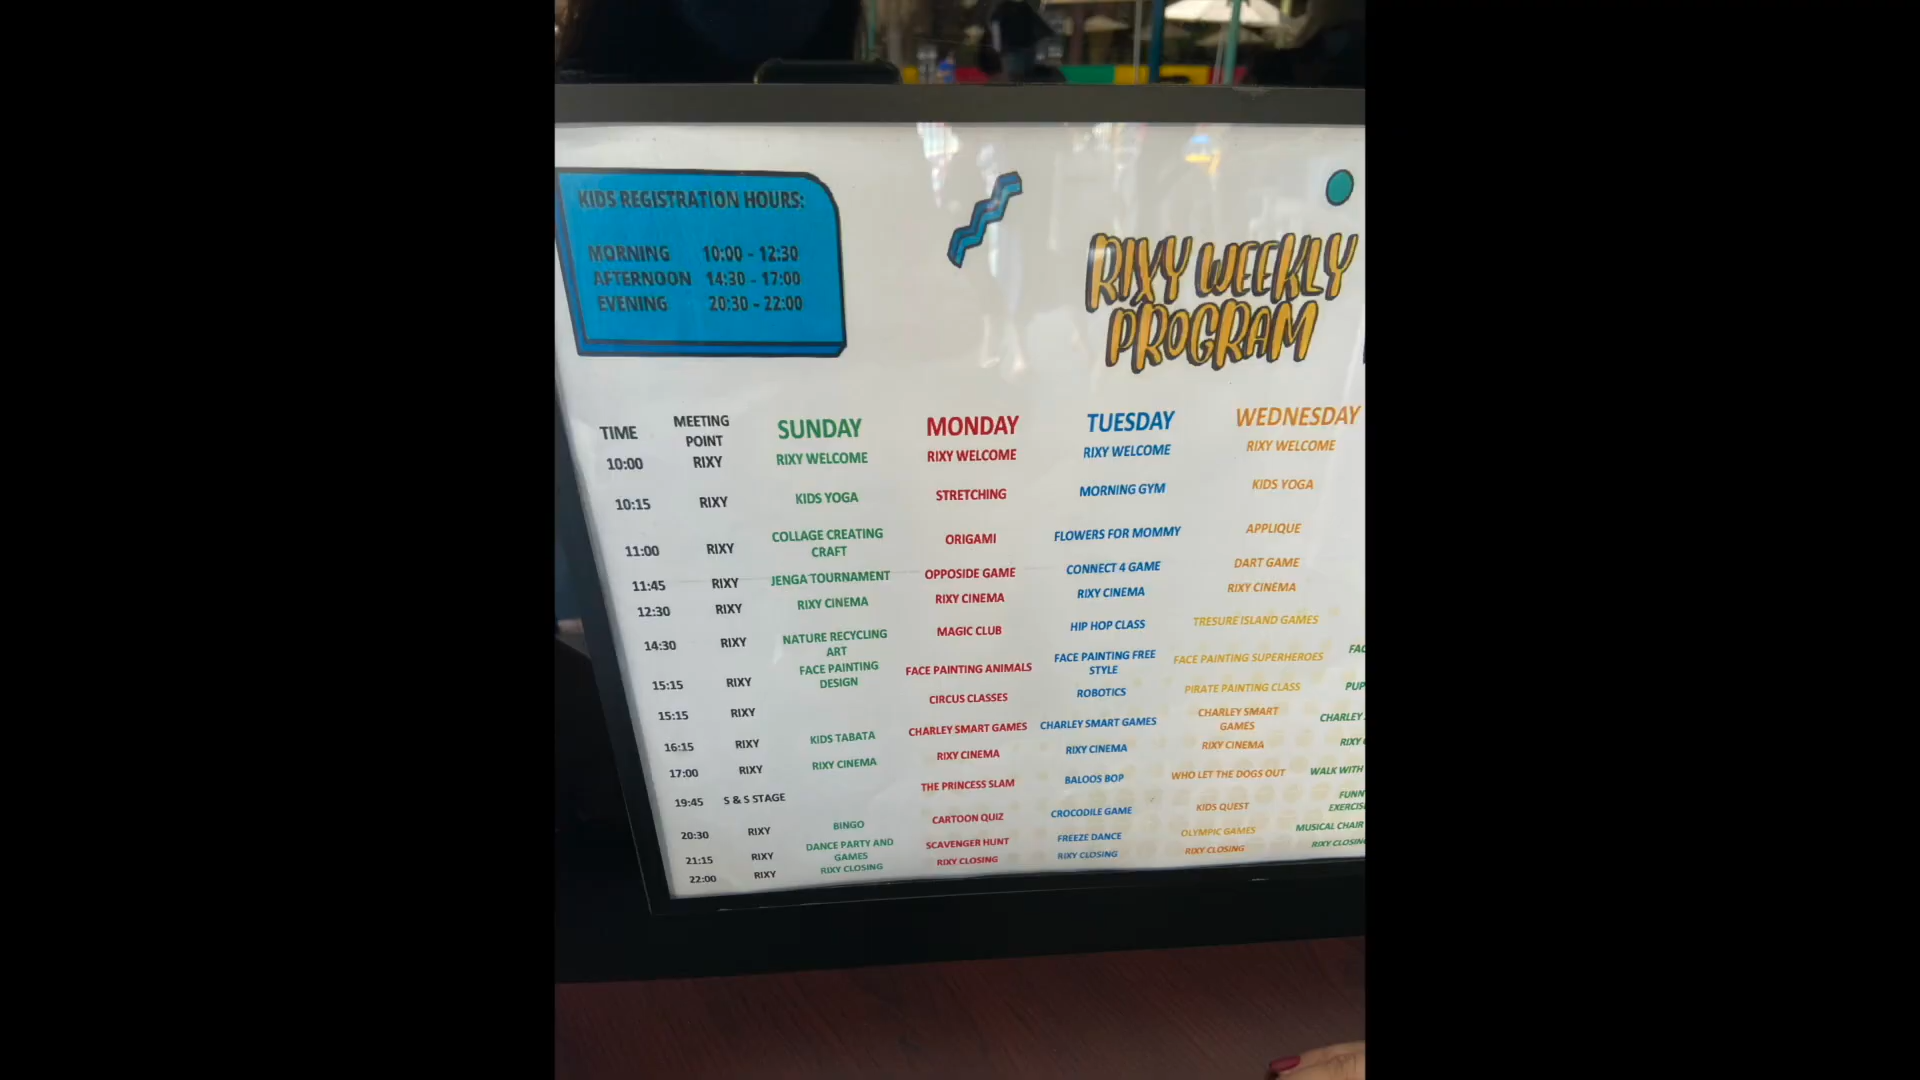 KIDS REGISTRATION HOURS:
MORNING 10:00 - 12:30
AFTERNOON 14:30 - 17:00
EVENING 20:30 - 22:00
RIXY WEEKLY
PROGRAM
TIME MEETING POINT SUNDAY MONDAY TUESDAY WEDNESDAY
10:00 RIXY RIXY WELCOME RIXY WELCOME RIXY WELCOME RIXY WELCOME
10:15 RIXY KIDS YOGA STRETCHING MORNING GYM KIDS YOGA
11:00 RIXY COLLAGE CREATING CRAFT ORIGAMI FLOWERS FOR MOMMY APPLIQUE
11:45 RIXY JENGA TOURNAMENT OPPOSIDE GAME CONNECT 4 GAME DART GAME
12:30 RIXY RIXY CINEMA RIXY CINEMA RIXY CINEMA RIXY CINEMA
14:30 RIXY NATURE RECYCLING ART MAGIC CLUB HIP HOP CLASS TRESURE ISLAND GAMES
15:15 RIXY FACE PAINTING DESIGN FACE PAINTING ANIMALS FACE PAINTING FREE STYLE FACE PAINTING SUPERHEROES
15:15 RIXY CIRCUS CLASSES ROBOTICS PIRATE PAINTING CLASS
16:15 RIXY KIDS TABATA CHARLEY SMART GAMES CHARLEY SMART GAMES CHARLEY SMART GAMES CHARLEY
17:00 RIXY RIXY CINEMA RIXY CINEMA RIXY CINEMA RIXY CINEMA RIXY
19:45 S & S STAGE THE PRINCESS SLAM BALOOS BOP WHO LET THE DOGS OUT WALK WITH
20:30 RIXY BINGO CARTOON QUIZ CROCODILE GAME KIDS QUEST
21:15 RIXY DANCE PARTY AND GAMES SCAVENGER HUNT FREEZE DANCE OLYMPIC GAMES MUSICAL CHAIR
22:00 RIXY RIXY CLOSING RIXY CLOSING RIXY CLOSING RIXY CLOSING RIXY CLOSING